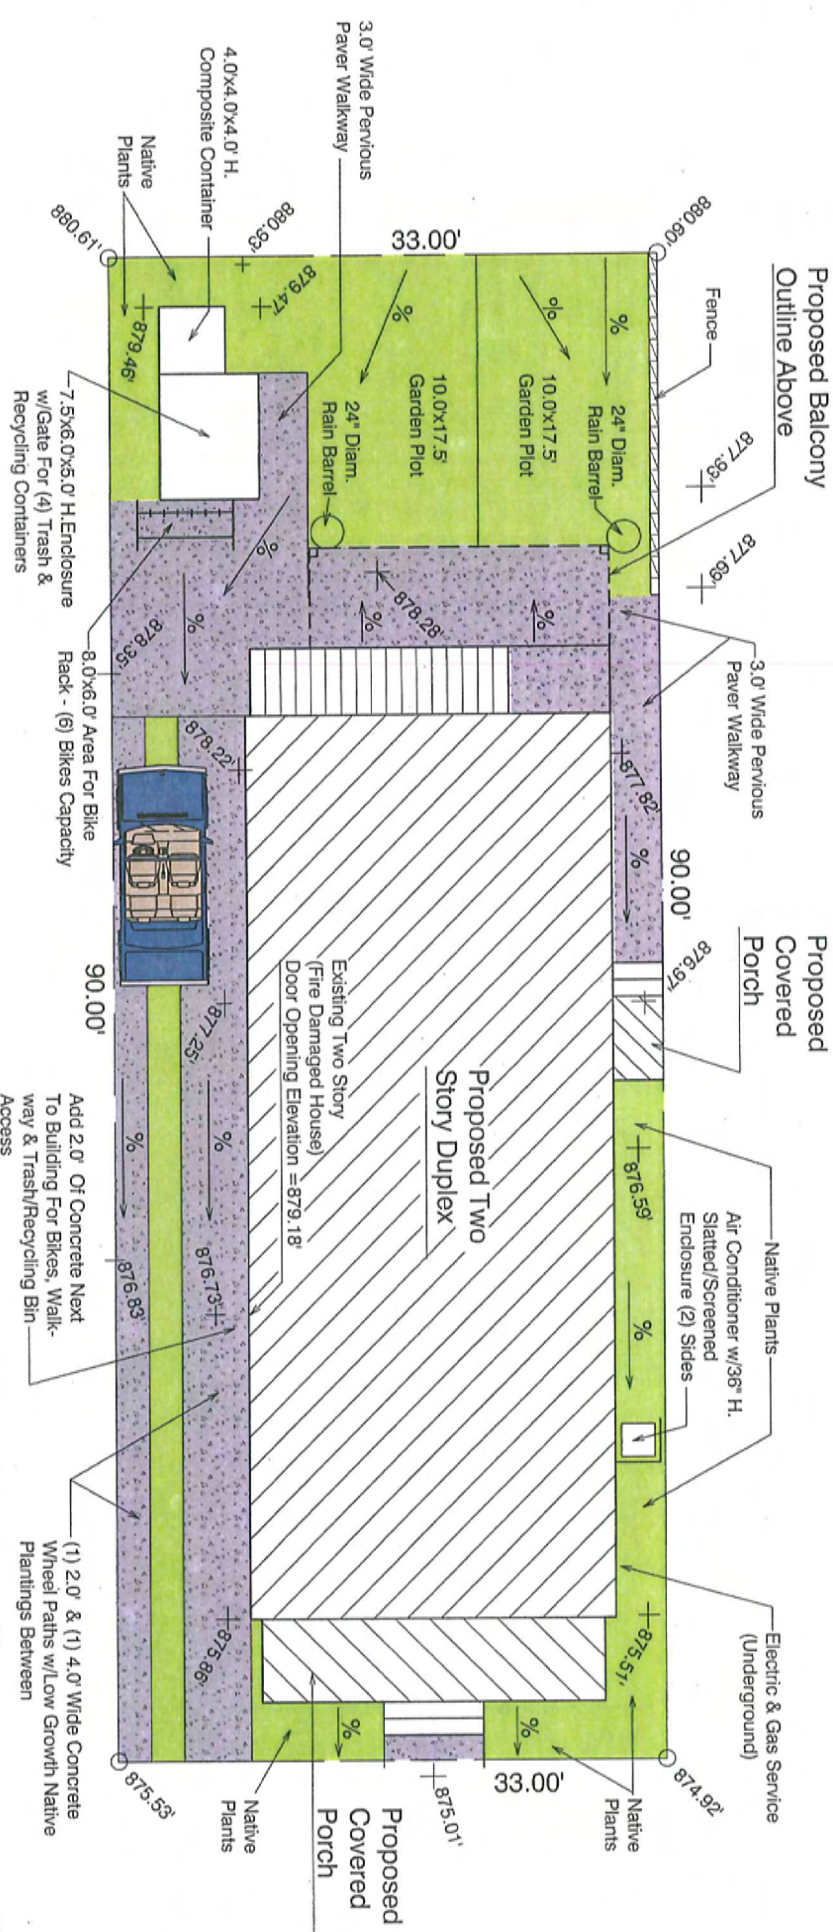 Proposed Balcony
Outline Above
Fence
877.93'
877.69'
880.60'
33.00'
880.61'
880.93'
879.47'
879.46'
3.0' Wide Pervious
Paver Walkway
4.0'x4.0'x4.0' H.
Composite Container
Native
Plants
%
%
%
24" Diam.
Rain Barrel
10.0'x17.5'
Garden Plot
10.0'x17.5'
Garden Plot
24" Diam.
Rain Barrel
7.5'x6.0'x5.0' H.Enclosure
w/Gate For (4) Trash &
Recycling Containers
8.0'x6.0' Area For Bike
Rack - (6) Bikes Capacity
%
%
%
%
878.28'
878.35'
878.22'
3.0' Wide Pervious
Paver Walkway
877.82'
%
90.00'
876.97'
Proposed
Covered
Porch
Proposed Two
Story Duplex
Existing Two Story
(Fire Damaged House)
Door Opening Elevation =879.18'
90.00'
877.25'
%
%
876.73'
876.83'
Add 2.0' Of Concrete Next
To Building For Bikes, Walk-
way & Trash/Recycling Bin
Access
Native Plants
876.59'
Air Conditioner w/36" H.
Slatted/Screened
Enclosure (2) Sides
%
Electric & Gas Service
(Underground)
875.57'
(1) 2.0' & (1) 4.0' Wide Concrete
Wheel Paths w/Low Growth Native
Plantings Between
875.86'
%
%
33.00'
874.92'
875.01'
875.53'
Native
Plants
Native
Plants
Proposed
Covered
Porch